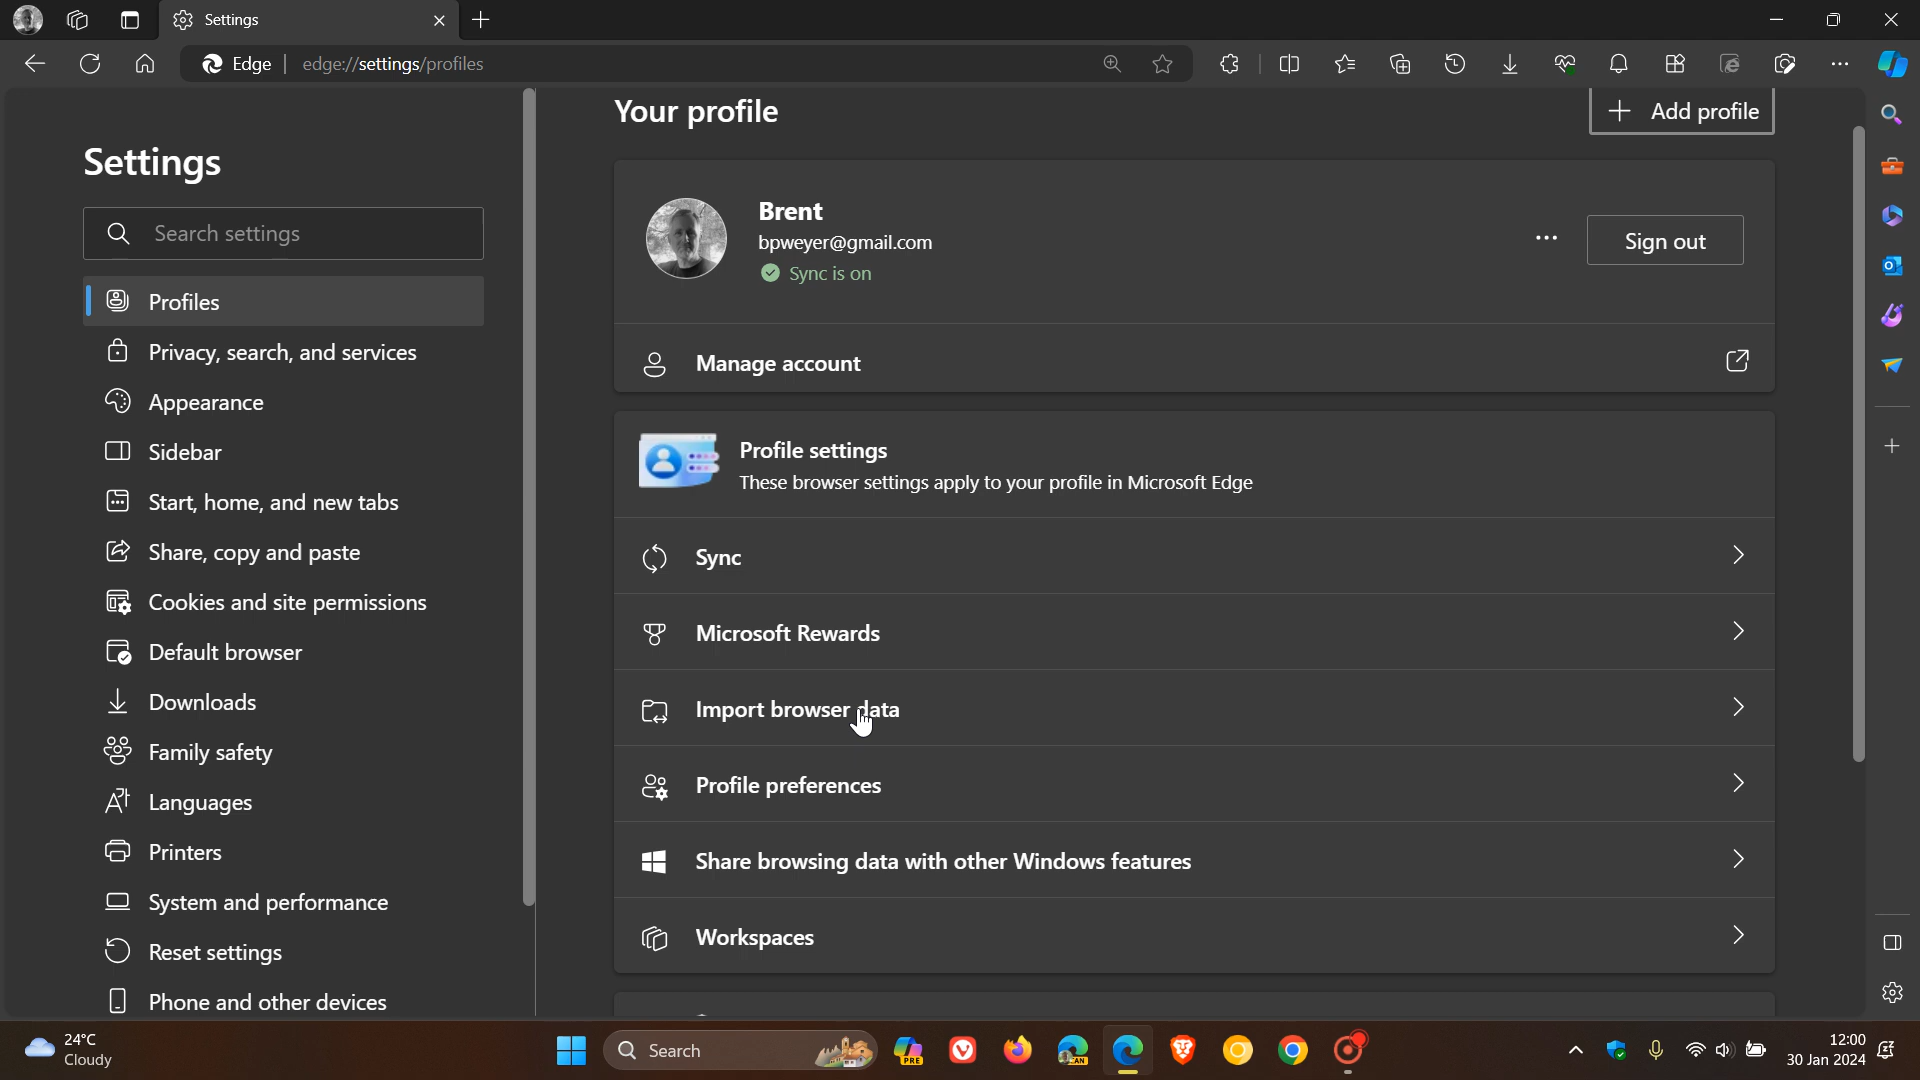 Settings
Edge
edge://settings/profiles
Settings
Search settings
Profiles
Privacy, search, and services
Appearance
Sidebar
Start, home, and new tabs
Share, copy and paste
Cookies and site permissions
Default browser
Downloads
Family safety
Languages
Printers
System and performance
Reset settings
Phone and other devices
Your profile
Add profile
Brent
bpweyer@gmail.com
Sync is on
Sign out
Manage account
Profile settings
These browser settings apply to your profile in Microsoft Edge
Sync
Microsoft Rewards
Import browser data
Profile preferences
Share browsing data with other Windows features
Workspaces
24°C
Cloudy
Search
PRE
CAN
12:00
30 Jan 2024